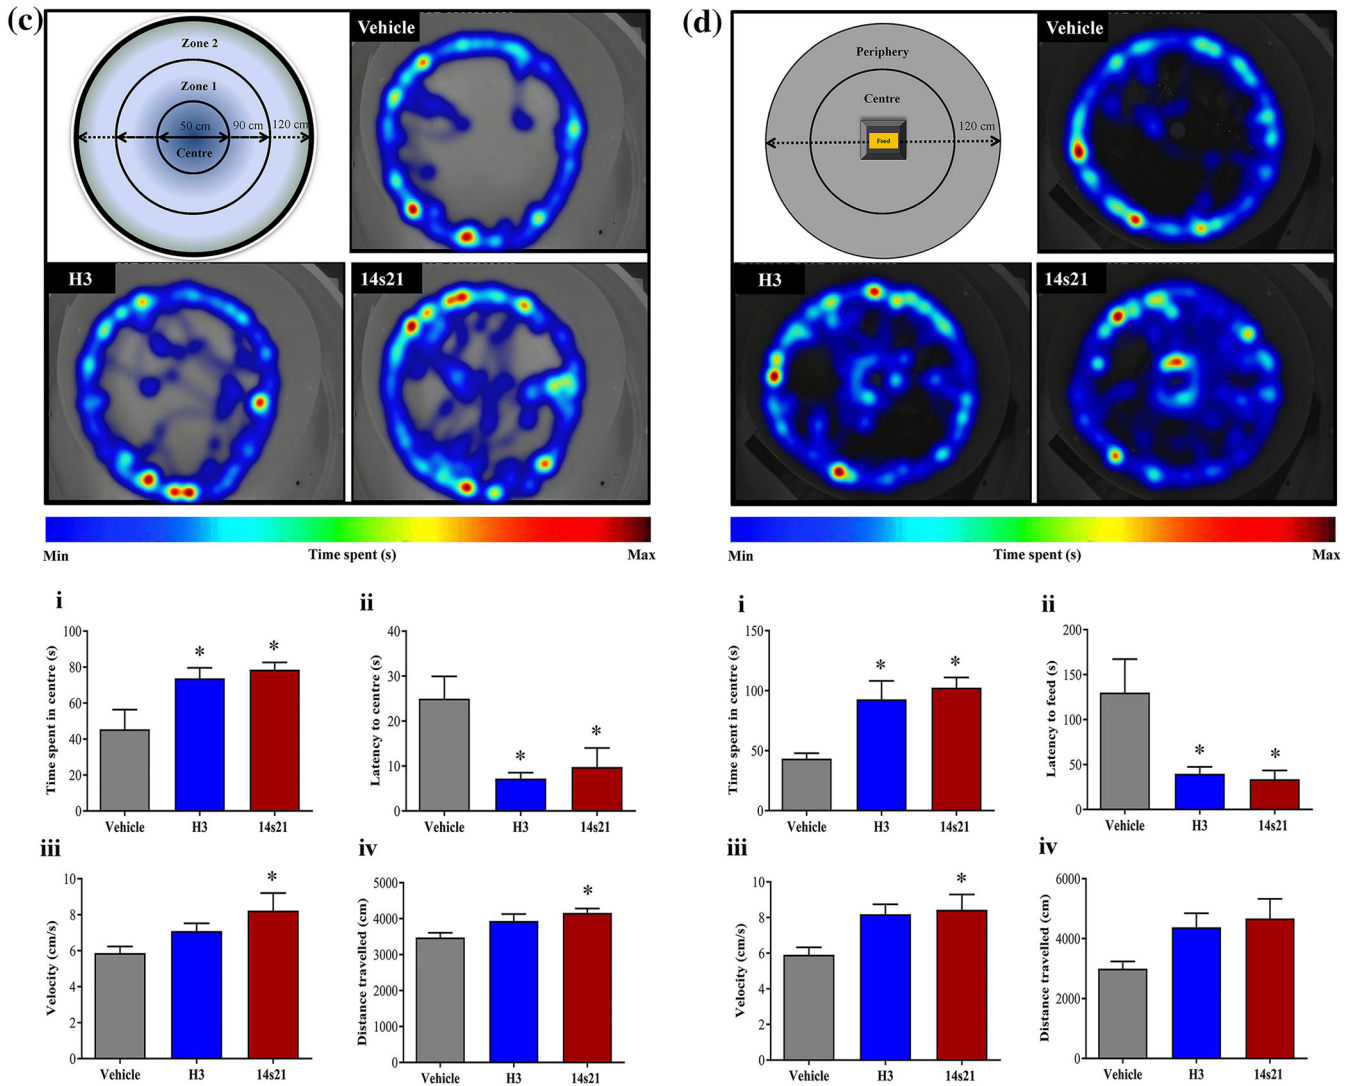 (c)
Zone 2
Zone 1
50 cm
90 cm
120 cm
Centre
Vehicle
H3
14s21
Min
Time spent (s)
Max
(d)
Periphery
Centre
120 cm
Feed
Vehicle
H3
14s21
Min
Time spent (s)
Max
i
Time spent in centre (s)
100
80
60
40
20
0
*
*
Vehicle
H3
14s21
ii
Latency to centre (s)
40
30
20
10
0
*
*
Vehicle
H3
14s21
i
Time spent in centre (s)
150
100
50
0
*
*
Vehicle
H3
14s21
ii
Latency to feed (s)
200
150
100
50
0
*
*
Vehicle
H3
14s21
iii
Velocity (cm/s)
10
8
6
4
2
0
*
Vehicle
H3
14s21
iv
Distance travelled (cm)
5000
4000
3000
2000
1000
0
*
Vehicle
H3
14s21
iii
Velocity (cm/s)
10
8
6
4
2
0
*
Vehicle
H3
14s21
iv
Distance travelled (cm)
6000
4000
2000
0
Vehicle
H3
14s21